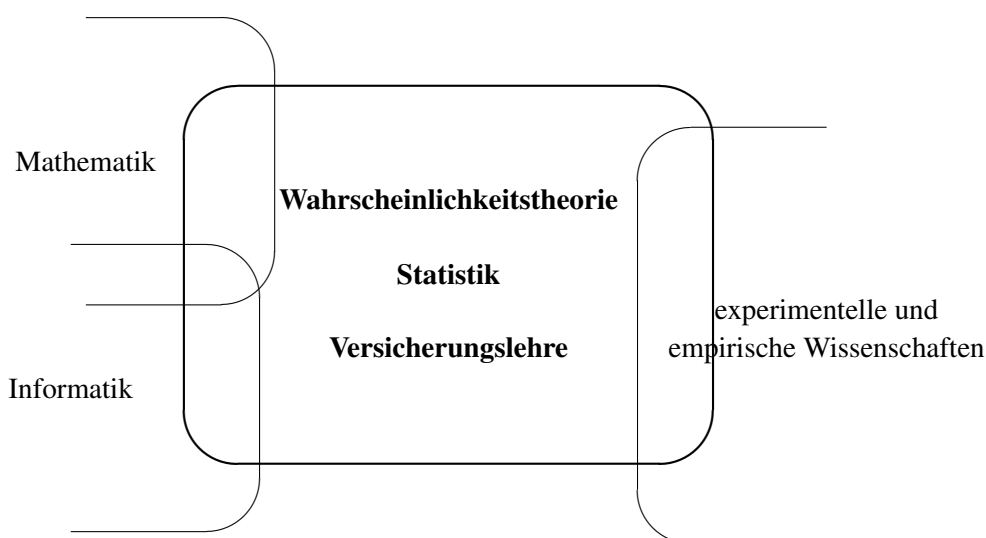 Mathematik
Wahrscheinlichkeitstheorie
Statistik
Versicherungslehre
Informatik
experimentelle und
empirische Wissenschaften